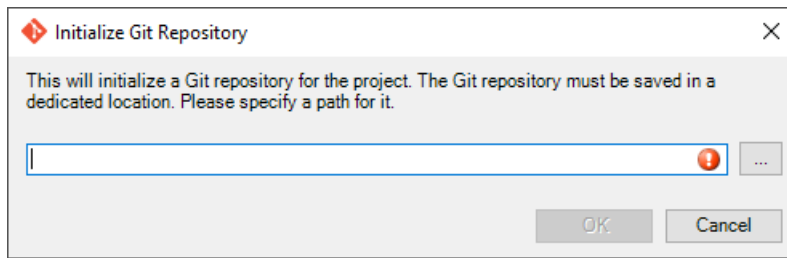 Initialize Git Repository
This will initialize a Git repository for the project. The Git repository must be saved in a
dedicated location. Please specify a path for it.
...
OK
Cancel